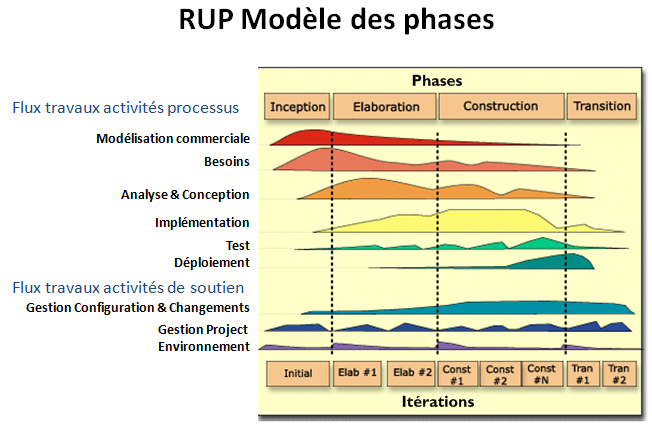 RUP Modèle des phases
Phases
Inception Elaboration Construction Transition
Flux travaux activités processus
Modélisation commerciale
Besoins
Analyse & Conception
Implémentation
Test
Déploiement
Flux travaux activités de soutien
Gestion Configuration & Changements
Gestion Project
Environnement
Initial Elab #1 Elab #2 Const #1 Const #2 Const #N Tran #1 Tran #2
Itérations